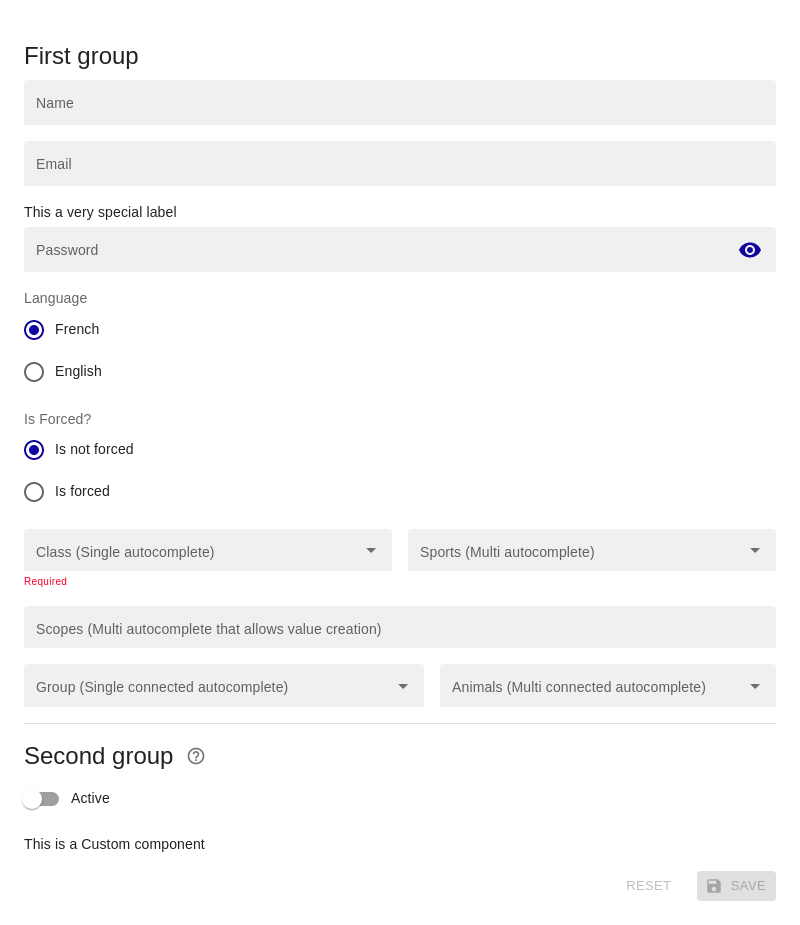 First group
Name
Email
This a very special label
Password
Language
French
English
Is Forced?
Is not forced
Is forced
Class (Single autocomplete)
Sports (Multi autocomplete)
Required
Scopes (Multi autocomplete that allows value creation)
Group (Single connected autocomplete)
Animals (Multi connected autocomplete)
Second group
Active
This is a Custom component
RESET
SAVE